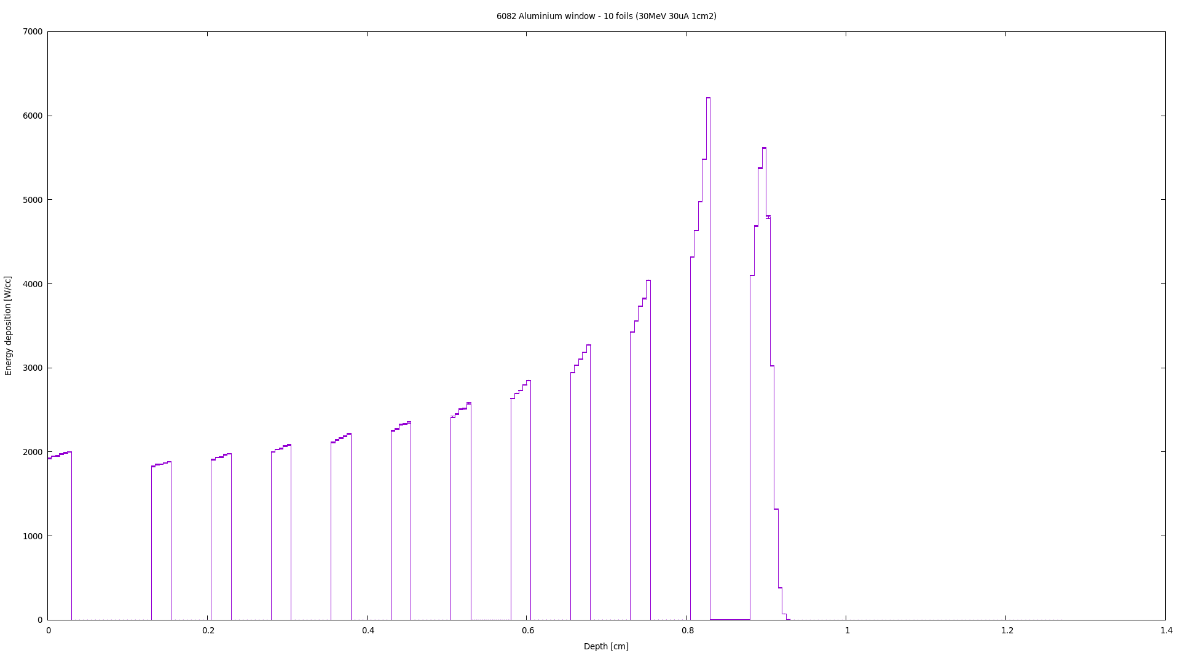 6082 Aluminium window - 10 foils (30MeV 30uA 1cm2)
7000
6000
5000
4000
3000
2000
1000
0
Energy deposition [W/cc]
0 0.2 0.4 0.6 0.8 1 1.2 1.4
Depth [cm]